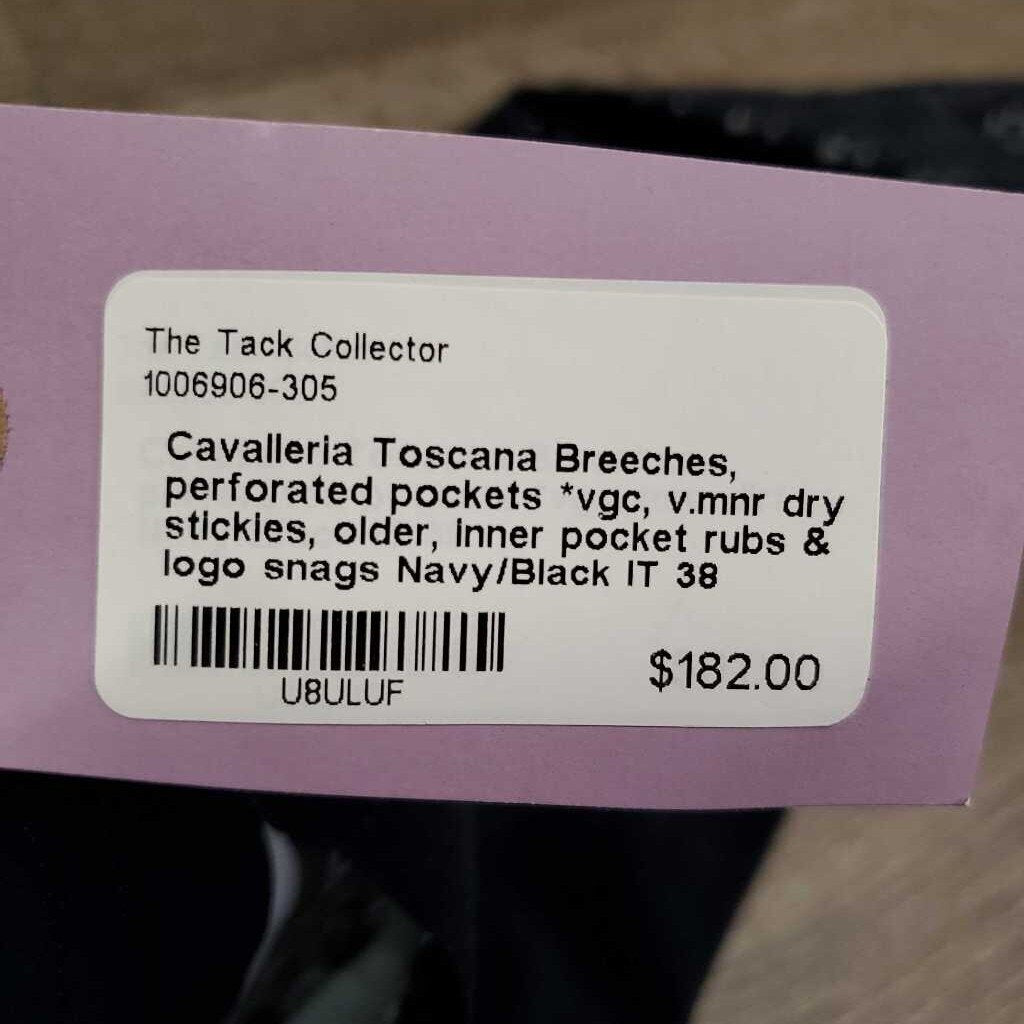 The Tack Collector
1006906-305
Cavalleria Toscana Breeches,
perforated pockets *vgc, v.mnr dry
stickies, older, inner pocket rubs &
logo snags Navy/Black IT 38
U8ULUF
$182.00